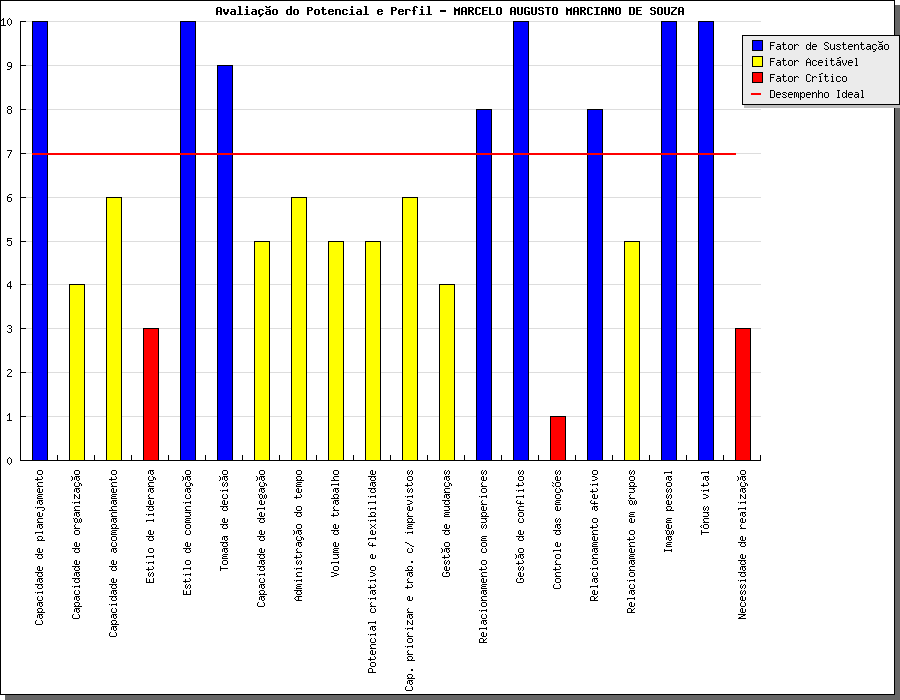 Avaliação do Potencial e Perfil - MARCELO AUGUSTO MARCIANO DE SOUZA
Fator de Sustentação
Fator Aceitável
Fator Crítico
Desempenho Ideal
10
9
8
7
6
5
4
3
2
1
0
Capacidade de planejamento
Capacidade de organização
Capacidade de acompanhamento
Estilo de liderança
Estilo de comunicação
Tomada de decisão
Capacidade de delegação
Administração do tempo
Volume de trabalho
Potencial criativo e flexibilidade
Cap. priorizar e trab. c/ imprevistos
Gestão de mudanças
Relacionamento com superiores
Gestão de conflitos
Controle das emoções
Relacionamento afetivo
Relacionamento em grupos
Imagem pessoal
Tônus vital
Necessidade de realização